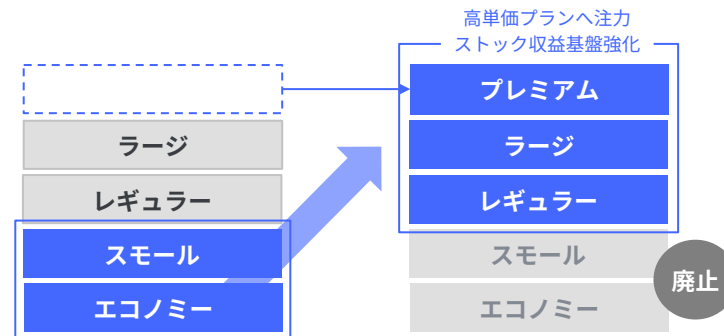 高単価プランへ注力
ストック収益基盤強化
ラージ
レギュラー
スモール
エコノミー
プレミアム
ラージ
レギュラー
スモール
エコノミー
廃止